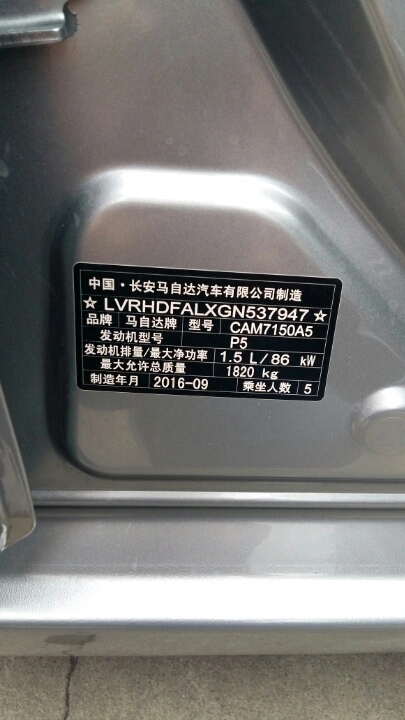 中国·长安马自达汽车有限公司制造
☆ LVRHDFALXGN537947 ☆
品牌 马自达牌 型号 CAM7150A5
发动机型号 P5
发动机排量/最大净功率 1.5 L/86 kW
最大允许总质量 1820 kg
制造年月 2016-09 乘坐人数 5